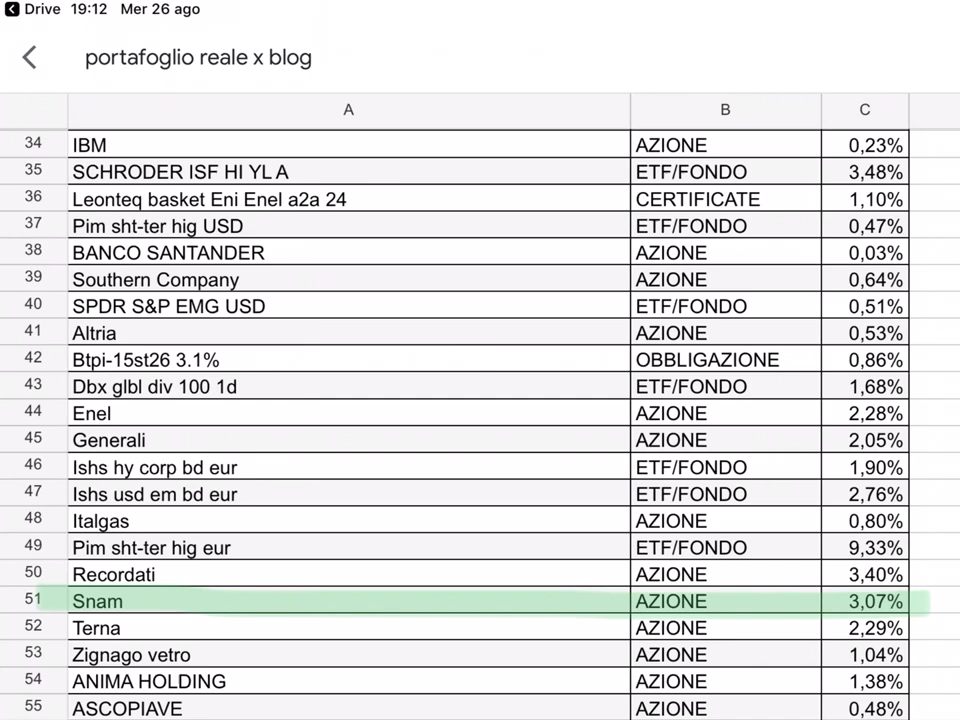 Drive 19:12 Mer 26 ago
portafoglio reale x blog
A B C
34 IBM AZIONE 0,23%
35 SCHRODER ISF HI YL A ETF/FONDO 3,48%
36 Leonteq basket Eni Enel a2a 24 CERTIFICATE 1,10%
37 Pim sht-ter hig USD ETF/FONDO 0,47%
38 BANCO SANTANDER AZIONE 0,03%
39 Southern Company AZIONE 0,64%
40 SPDR S&P EMG USD ETF/FONDO 0,51%
41 Altria AZIONE 0,53%
42 Btpi-15st26 3.1% OBBLIGAZIONE 0,86%
43 Dbx glbl div 100 1d ETF/FONDO 1,68%
44 Enel AZIONE 2,28%
45 Generali AZIONE 2,05%
46 Ishs hy corp bd eur ETF/FONDO 1,90%
47 Ishs usd em bd eur ETF/FONDO 2,76%
48 Italgas AZIONE 0,80%
49 Pim sht-ter hig eur ETF/FONDO 9,33%
50 Recordati AZIONE 3,40%
51 Snam AZIONE 3,07%
52 Terna AZIONE 2,29%
53 Zignago vetro AZIONE 1,04%
54 ANIMA HOLDING AZIONE 1,38%
55 ASCOPIAVE AZIONE 0,48%